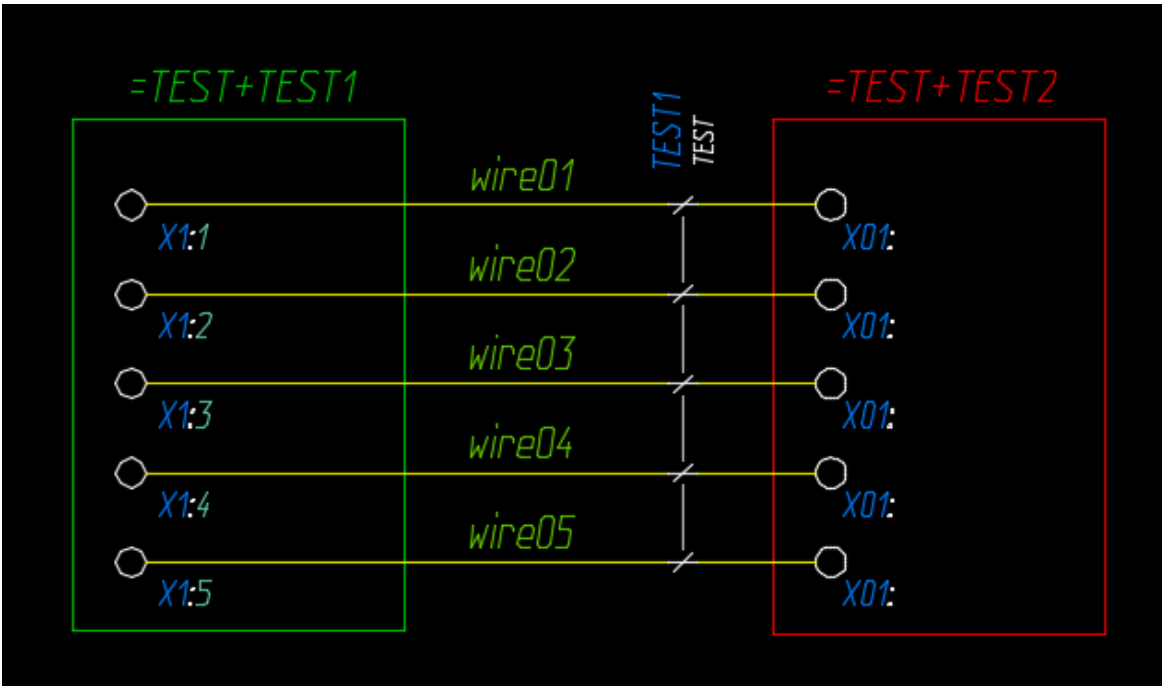 =TEST+TEST1
=TEST+TEST2
TEST1
TEST
wire01
X1:1
X01:
wire02
X1:2
X01:
wire03
X1:3
X01:
wire04
X1:4
X01:
wire05
X1:5
X01: